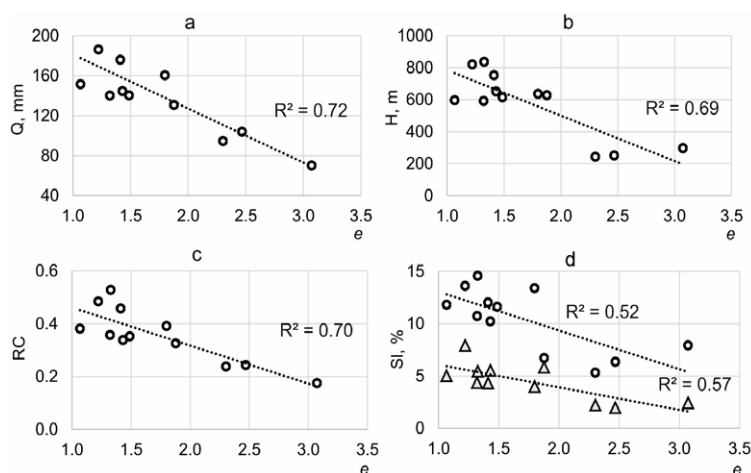 a
200
160
120
80
40
Q, mm
R² = 0.72
1.0 1.5 2.0 2.5 3.0 3.5
e
b
1000
800
600
400
200
0
H, m
R² = 0.69
1.0 1.5 2.0 2.5 3.0 3.5
e
c
0.6
0.4
0.2
0.0
RC
R² = 0.70
1.0 1.5 2.0 2.5 3.0 3.5
e
d
15
10
5
0
SI, %
R² = 0.52
R² = 0.57
1.0 1.5 2.0 2.5 3.0 3.5
e